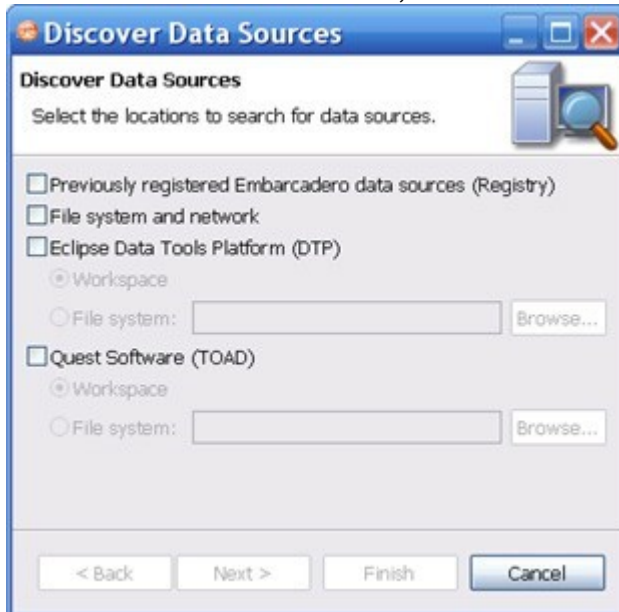 Discover Data Sources
Discover Data Sources
Select the locations to search for data sources.
Previously registered Embarcadero data sources (Registry)
File system and network
Eclipse Data Tools Platform (DTP)
Workspace
File system:
Browse...
Quest Software (TOAD)
Workspace
File system:
Browse...
< Back
Next >
Finish
Cancel